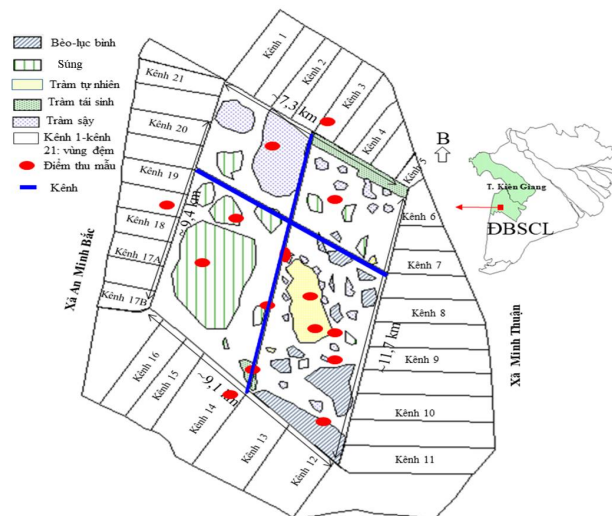 Bèo-lục bình
Súng
Tràm tự nhiên
Tràm tái sinh
Tràm sậy
Kênh 1-kênh
21: vùng đệm
Điểm thu mẫu
Kênh
Kênh 1
Kênh 2
Kênh 3
Kênh 4
Kênh 5
Kênh 6
Kênh 7
Kênh 8
Kênh 9
Kênh 10
Kênh 11
Kênh 12
Kênh 13
Kênh 14
Kênh 15
Kênh 16
Kênh 17B
Kênh 17A
Kênh 18
Kênh 19
Kênh 20
Kênh 21
~7,3 km
~9,4 km
~9,1 km
~11,7 km
Xã An Minh Bắc
Xã Minh Thuận
B
T. Kiên Giang
ĐBSCL